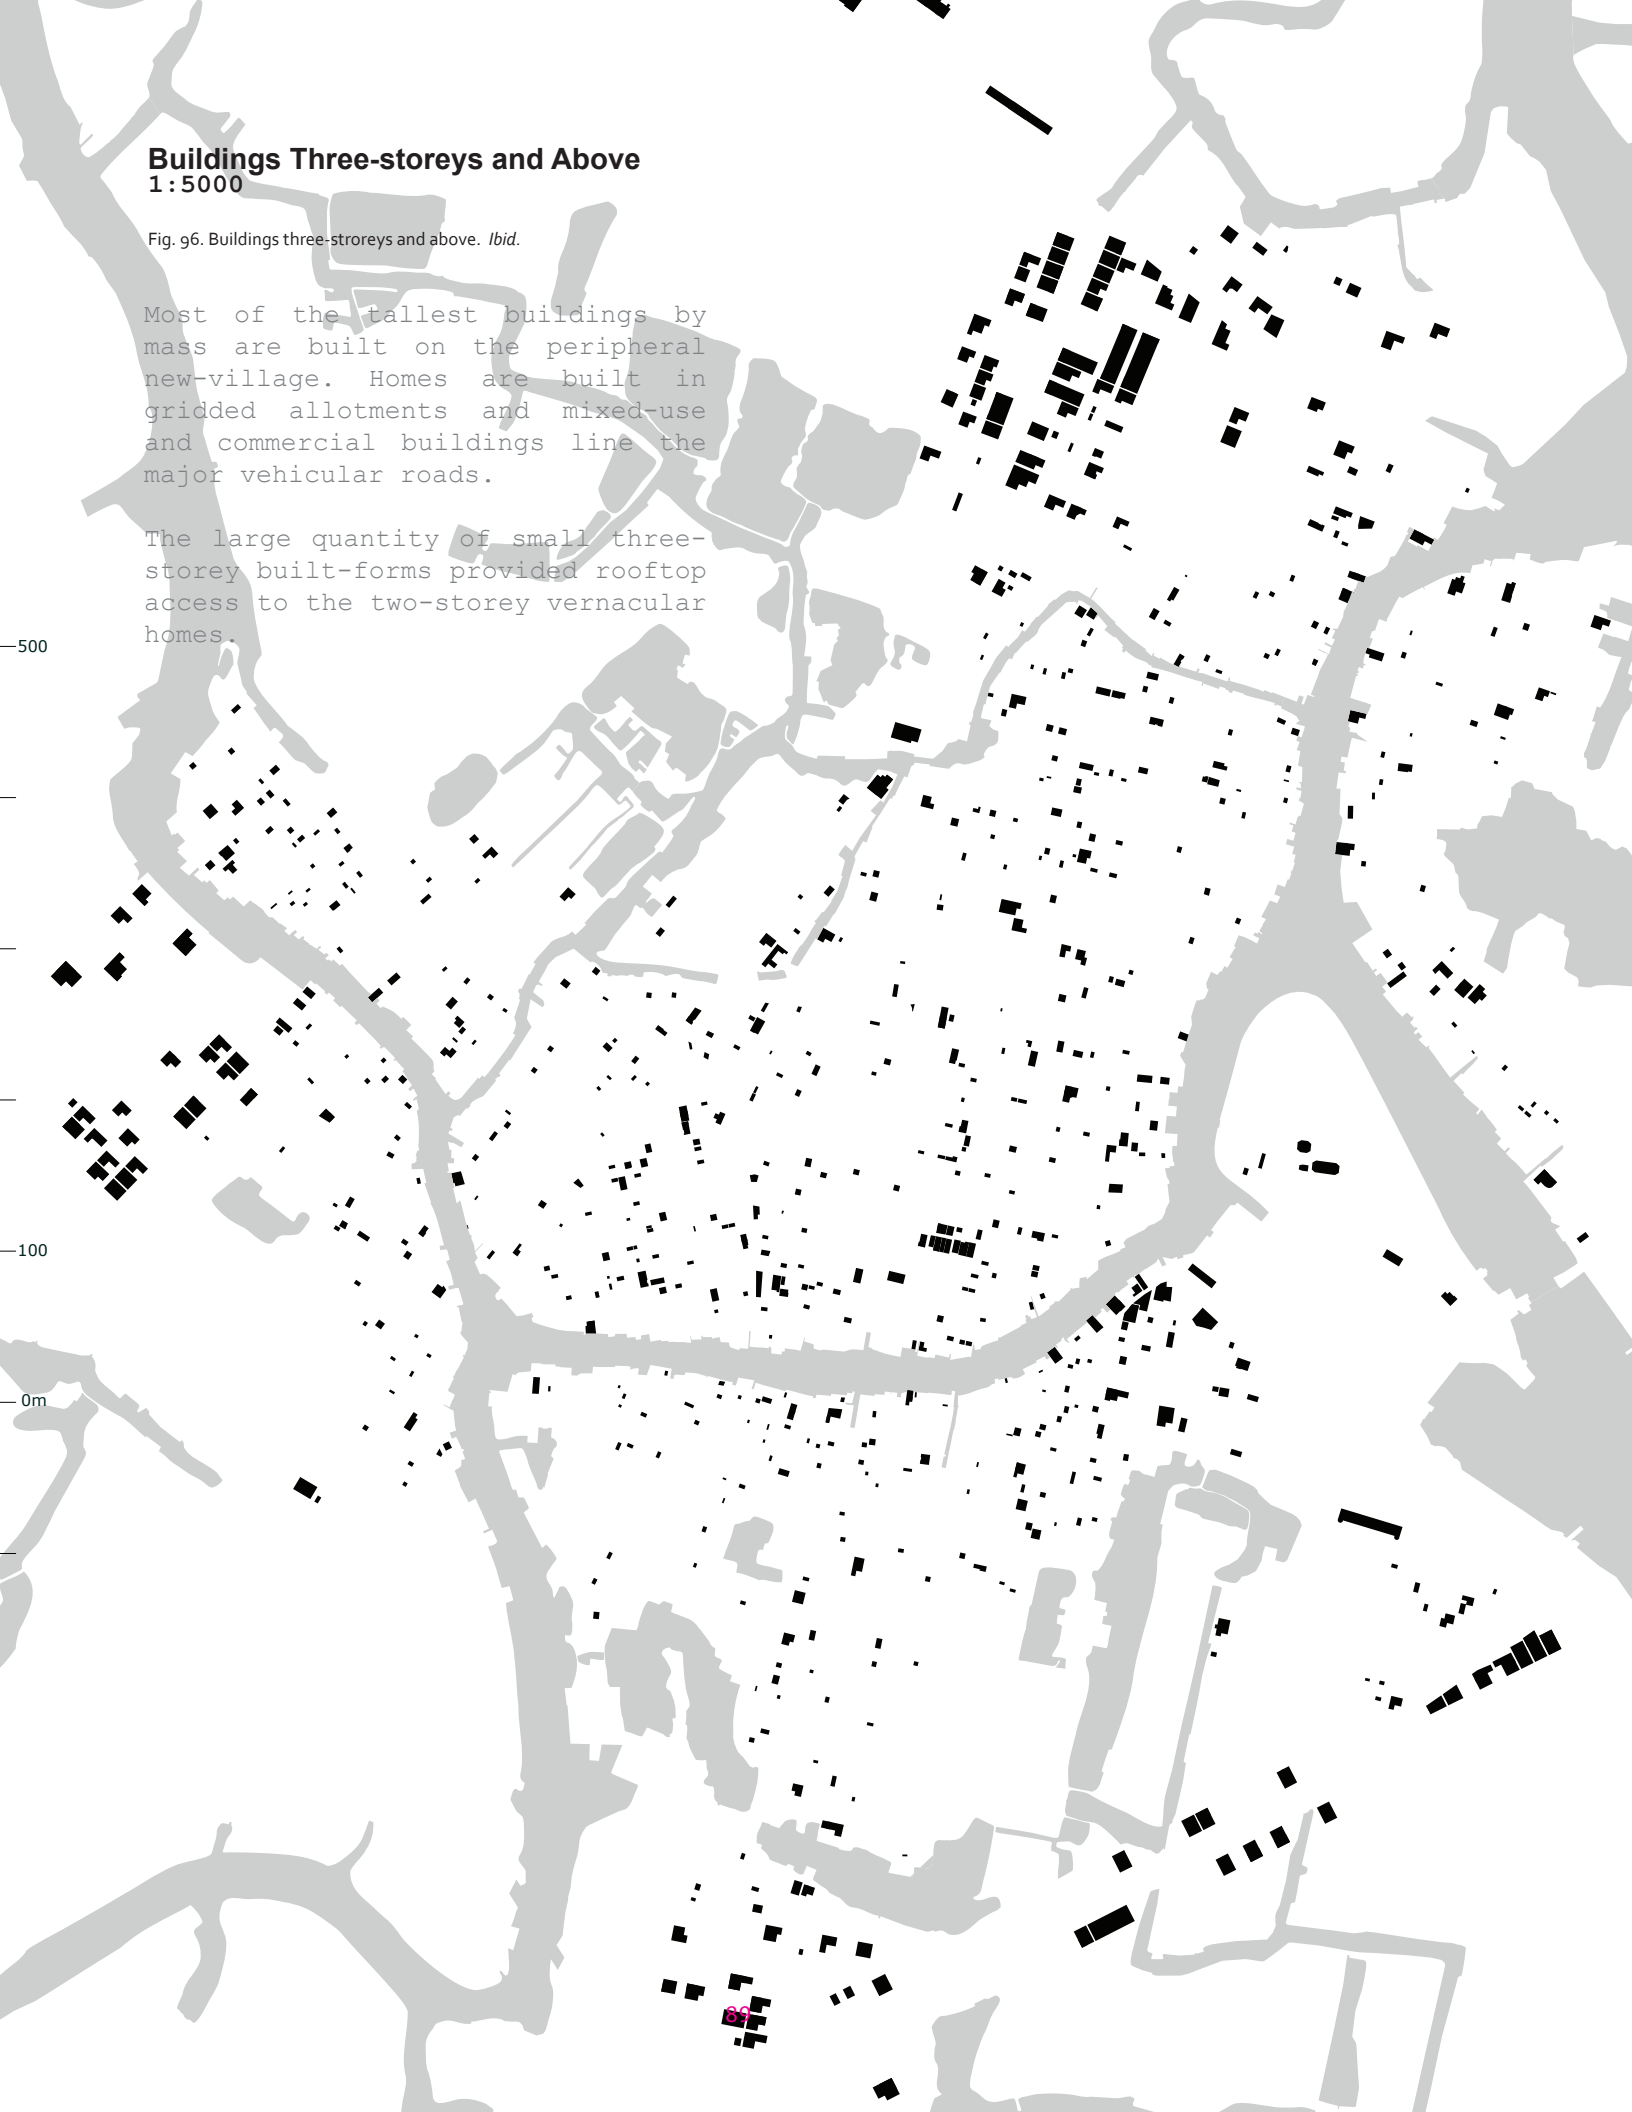 Buildings Three-storeys and Above
1:5000
Fig. 96. Buildings three-stroreys and above. Ibid.
Most of the tallest buildings by
mass are built on the peripheral
new-village. Homes are built in
gridded allotments and mixed-use
and commercial buildings line the
major vehicular roads.
The large quantity of small three-
storey built-forms provided rooftop
access to the two-storey vernacular
homes.
500
100
0m
89